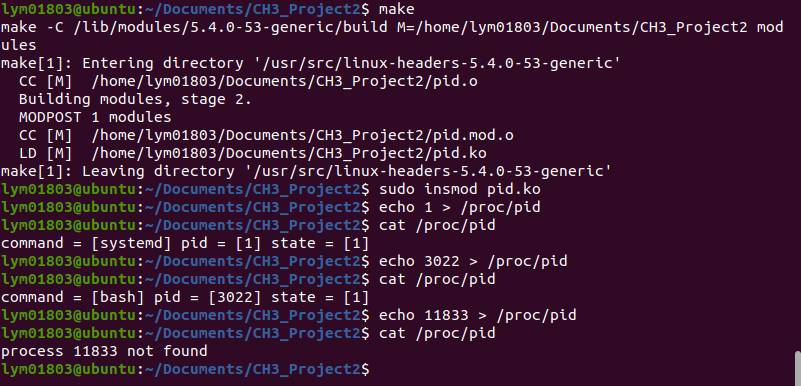 lym01803@ubuntu:~/Documents/CH3_Project2$ make
make -C /lib/modules/5.4.0-53-generic/build M=/home/lym01803/Documents/CH3_Project2 mod
ules
make[1]: Entering directory '/usr/src/linux-headers-5.4.0-53-generic'
  CC [M]  /home/lym01803/Documents/CH3_Project2/pid.o
  Building modules, stage 2.
  MODPOST 1 modules
  CC [M]  /home/lym01803/Documents/CH3_Project2/pid.mod.o
  LD [M]  /home/lym01803/Documents/CH3_Project2/pid.ko
make[1]: Leaving directory '/usr/src/linux-headers-5.4.0-53-generic'
lym01803@ubuntu:~/Documents/CH3_Project2$ sudo insmod pid.ko
lym01803@ubuntu:~/Documents/CH3_Project2$ echo 1 > /proc/pid
lym01803@ubuntu:~/Documents/CH3_Project2$ cat /proc/pid
command = [systemd] pid = [1] state = [1]
lym01803@ubuntu:~/Documents/CH3_Project2$ echo 3022 > /proc/pid
lym01803@ubuntu:~/Documents/CH3_Project2$ cat /proc/pid
command = [bash] pid = [3022] state = [1]
lym01803@ubuntu:~/Documents/CH3_Project2$ echo 11833 > /proc/pid
lym01803@ubuntu:~/Documents/CH3_Project2$ cat /proc/pid
process 11833 not found
lym01803@ubuntu:~/Documents/CH3_Project2$